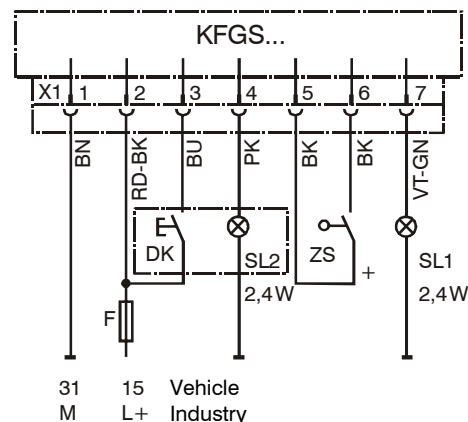 KFGS...
X1 1 2 3 4 5 6 7
BN RD-BK BU PK BK BK VT-GN
DK SL2 ZS + SL1
2,4W 2,4W
F
31 15 Vehicle
M L+ Industry